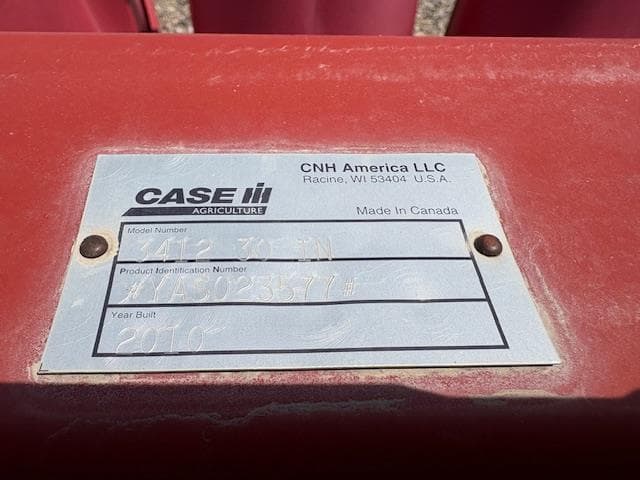 CNH America LLC
Racine, WI 53404 U.S.A.
CASE IH
AGRICULTURE
Made In Canada
Model Number
3412 30 IN
Product Identification Number
#YAS023577#
Year Built
2010